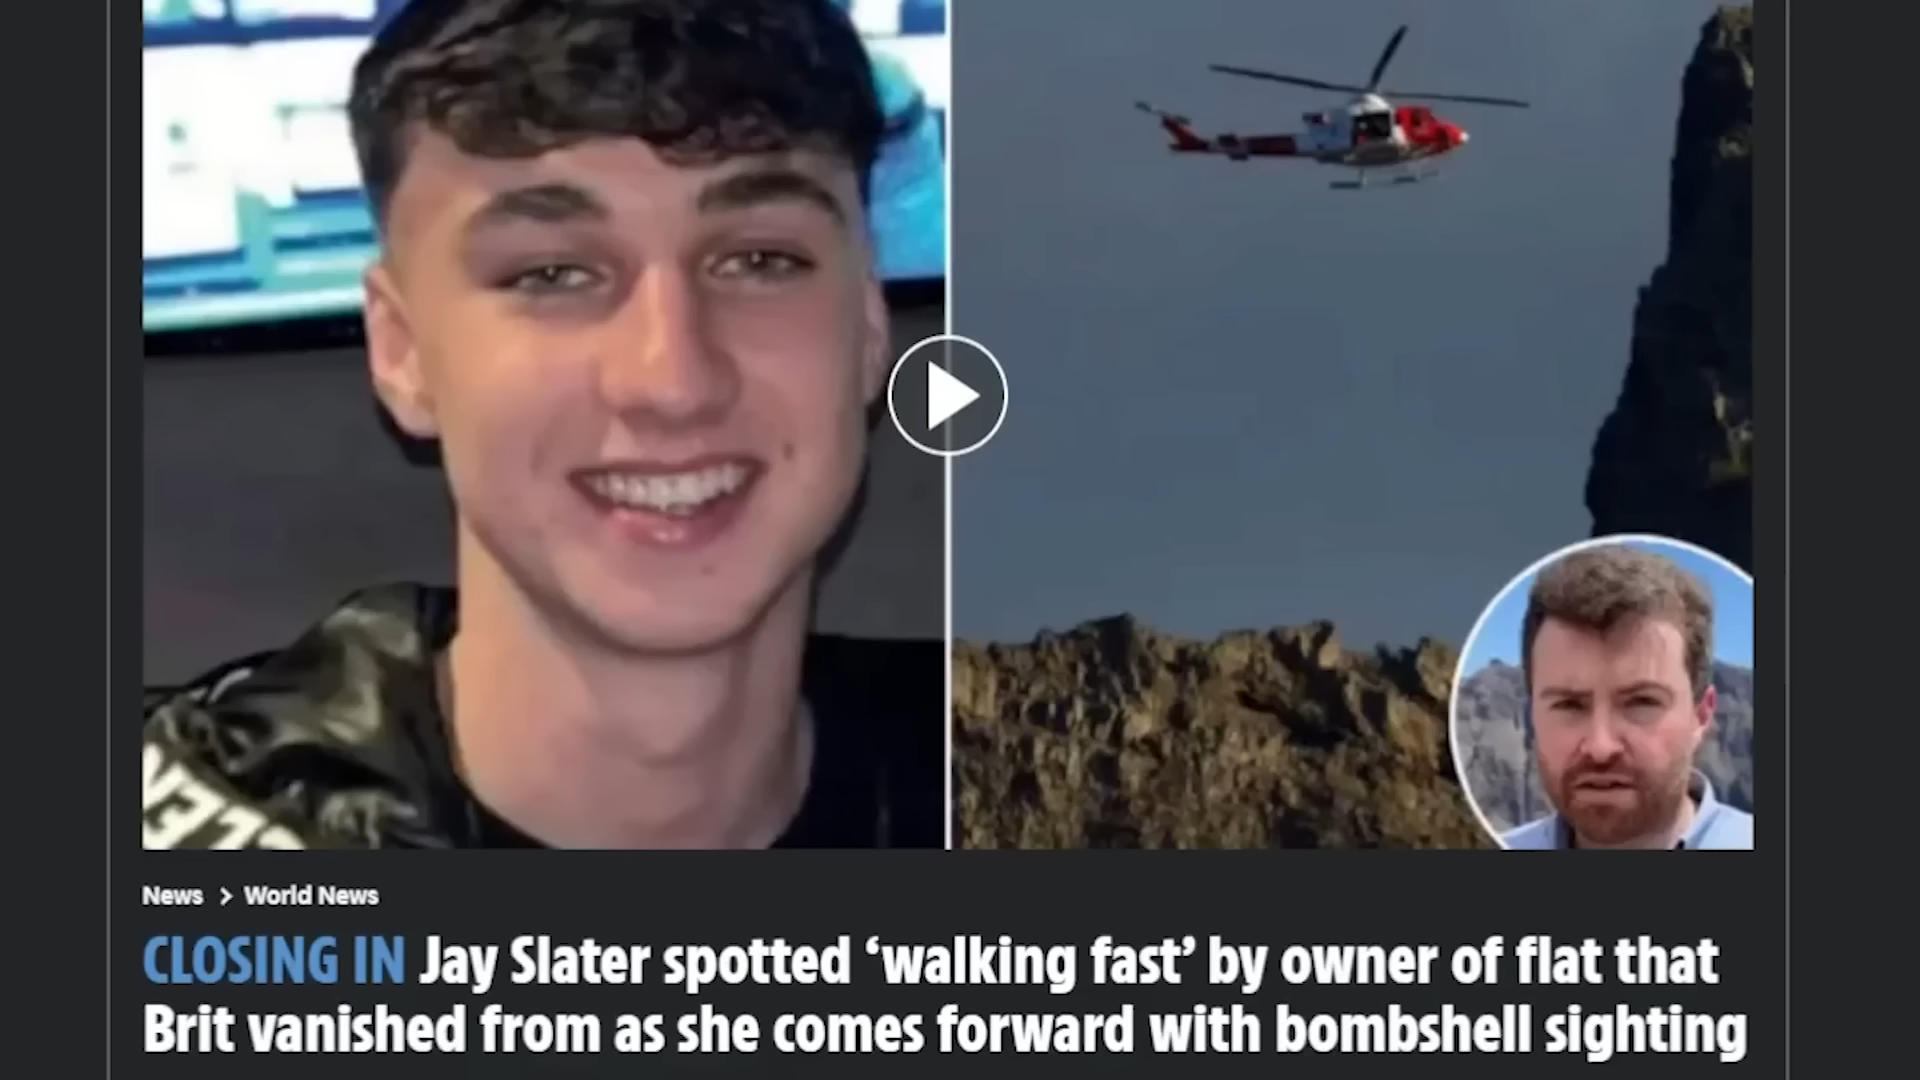 News > World News
CLOSING IN Jay Slater spotted ‘walking fast’ by owner of flat that
Brit vanished from as she comes forward with bombshell sighting